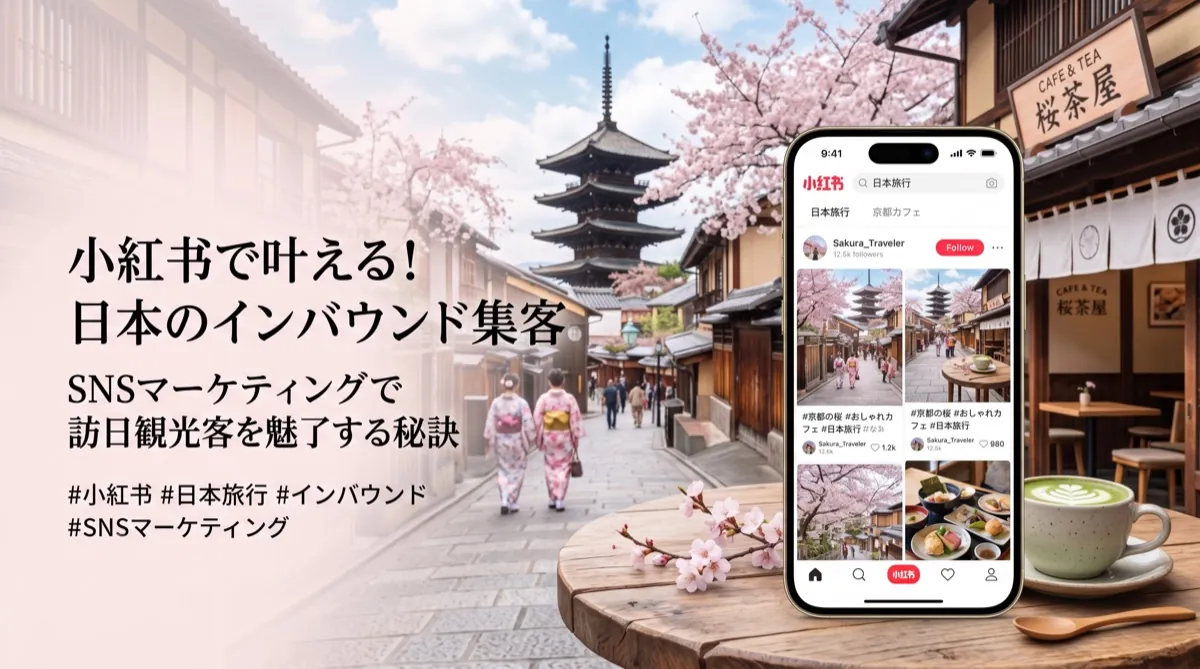 小紅书で叶える！
日本のインバウンド集客
SNSマーケティングで
訪日観光客を魅了する秘訣
#小紅书 #日本旅行 #インバウンド
#SNSマーケティング
CAFE & TEA
桜茶屋
9:41
小红书
日本旅行
日本旅行 京都カフェ
Sakura_Traveler
12.5k followers
Follow
#京都の桜 #おしゃれカ
フェ #日本旅行
Sakura_Traveler
12.6k
1.2k
#京都の桜 #おしゃれカ
フェ #日本旅行
Sakura_Traveler
12.5k
980
小红书
CAFE & TEA
桜茶屋